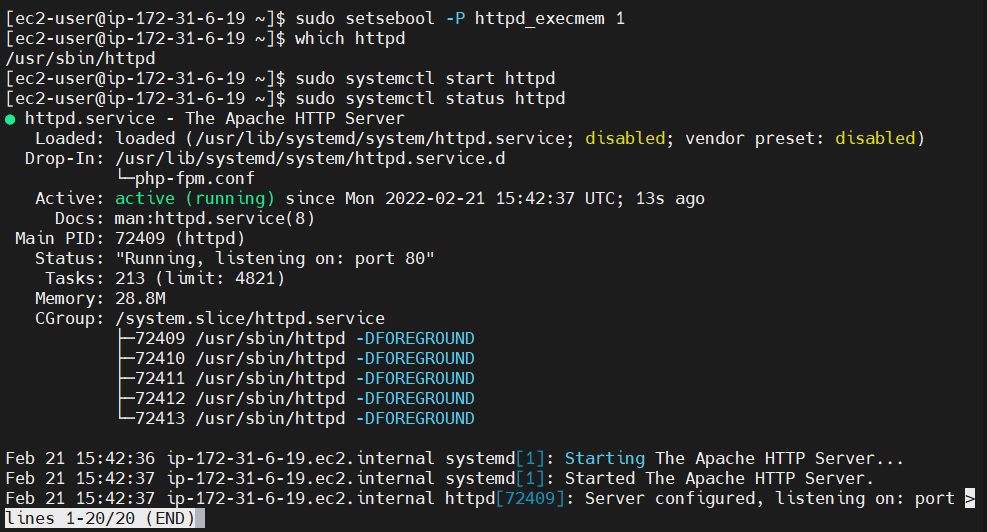 [ec2-user@ip-172-31-6-19 ~]$ sudo setsebool -P httpd_execmem 1
[ec2-user@ip-172-31-6-19 ~]$ which httpd
/usr/sbin/httpd
[ec2-user@ip-172-31-6-19 ~]$ sudo systemctl start httpd
[ec2-user@ip-172-31-6-19 ~]$ sudo systemctl status httpd
● httpd.service - The Apache HTTP Server
   Loaded: loaded (/usr/lib/systemd/system/httpd.service; disabled; vendor preset: disabled)
  Drop-In: /usr/lib/systemd/system/httpd.service.d
           └─php-fpm.conf
   Active: active (running) since Mon 2022-02-21 15:42:37 UTC; 13s ago
     Docs: man:httpd.service(8)
 Main PID: 72409 (httpd)
   Status: "Running, listening on: port 80"
    Tasks: 213 (limit: 4821)
   Memory: 28.8M
   CGroup: /system.slice/httpd.service
           ├─72409 /usr/sbin/httpd -DFOREGROUND
           ├─72410 /usr/sbin/httpd -DFOREGROUND
           ├─72411 /usr/sbin/httpd -DFOREGROUND
           ├─72412 /usr/sbin/httpd -DFOREGROUND
           └─72413 /usr/sbin/httpd -DFOREGROUND

Feb 21 15:42:36 ip-172-31-6-19.ec2.internal systemd[1]: Starting The Apache HTTP Server...
Feb 21 15:42:37 ip-172-31-6-19.ec2.internal systemd[1]: Started The Apache HTTP Server.
Feb 21 15:42:37 ip-172-31-6-19.ec2.internal httpd[72409]: Server configured, listening on: port >
lines 1-20/20 (END)